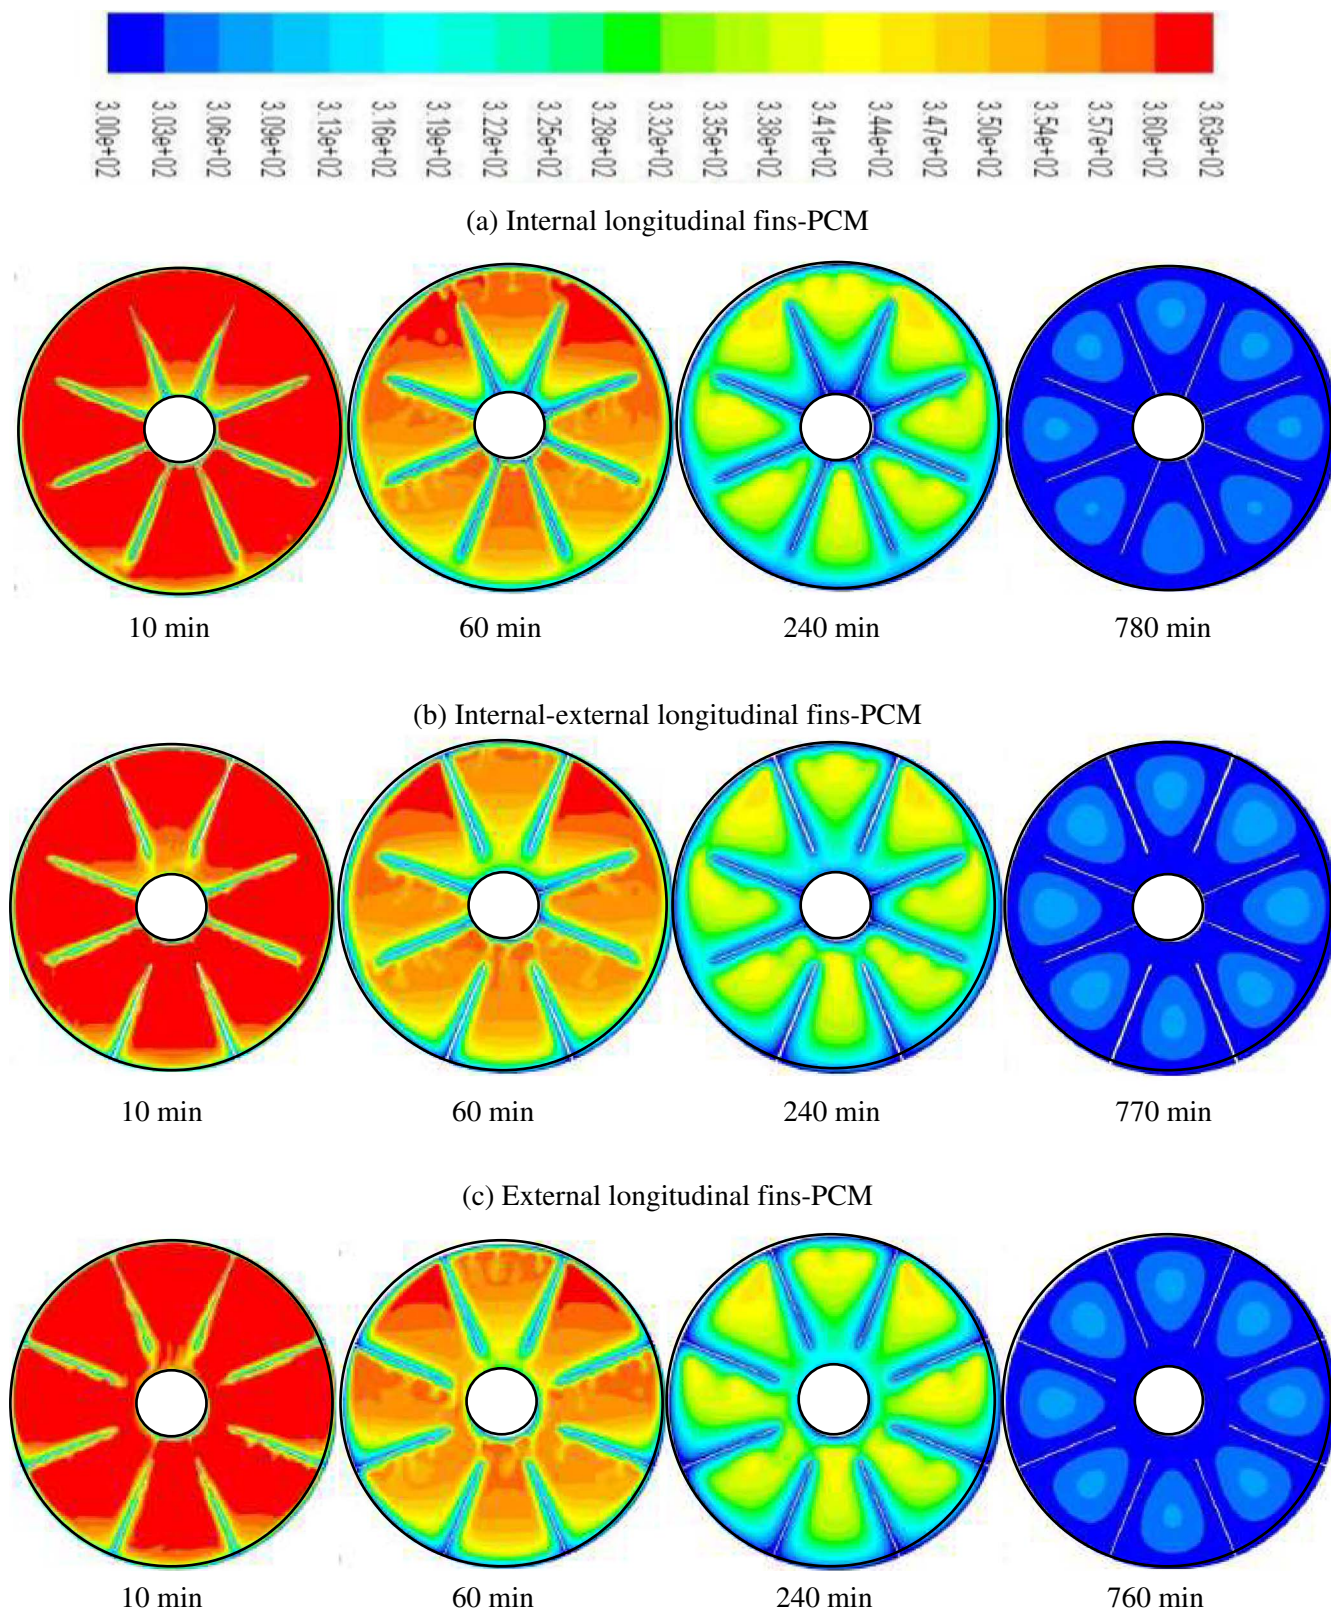 3.00e+02 3.03e+02 3.06e+02 3.09e+02 3.13e+02 3.16e+02 3.19e+02 3.22e+02 3.25e+02 3.28e+02 3.32e+02 3.35e+02 3.38e+02 3.41e+02 3.44e+02 3.47e+02 3.50e+02 3.54e+02 3.57e+02 3.60e+02 3.63e+02
(a) Internal longitudinal fins-PCM
10 min 60 min 240 min 780 min
(b) Internal-external longitudinal fins-PCM
10 min 60 min 240 min 770 min
(c) External longitudinal fins-PCM
10 min 60 min 240 min 760 min